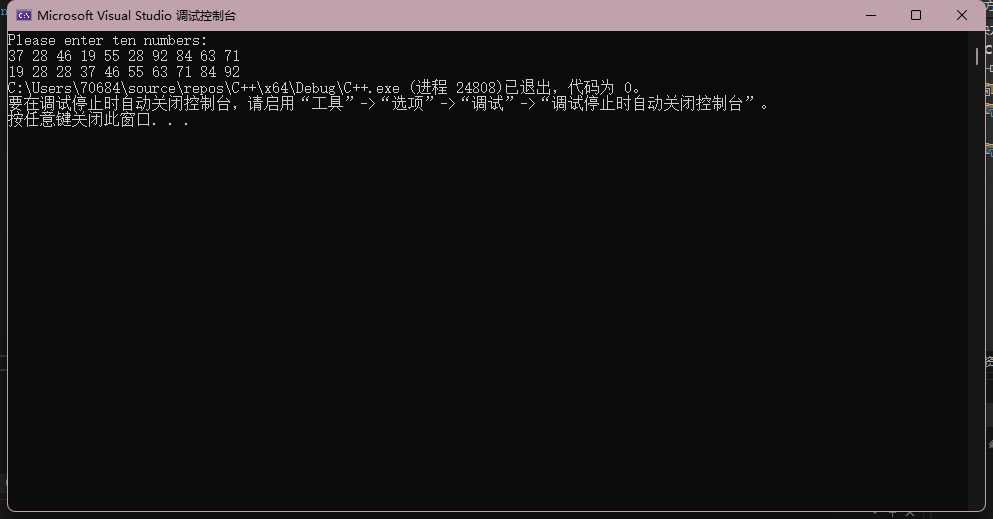 Microsoft Visual Studio 调试控制台
Please enter ten numbers:
37 28 46 19 55 28 92 84 63 71
19 28 28 37 46 55 63 71 84 92
C:\Users\70684\source\repos\C++\x64\Debug\C++.exe (进程 24808)已退出，代码为 0。
要在调试停止时自动关闭控制台，请启用“工具”->“选项”->“调试”->“调试停止时自动关闭控制台”。
按任意键关闭此窗口. . .